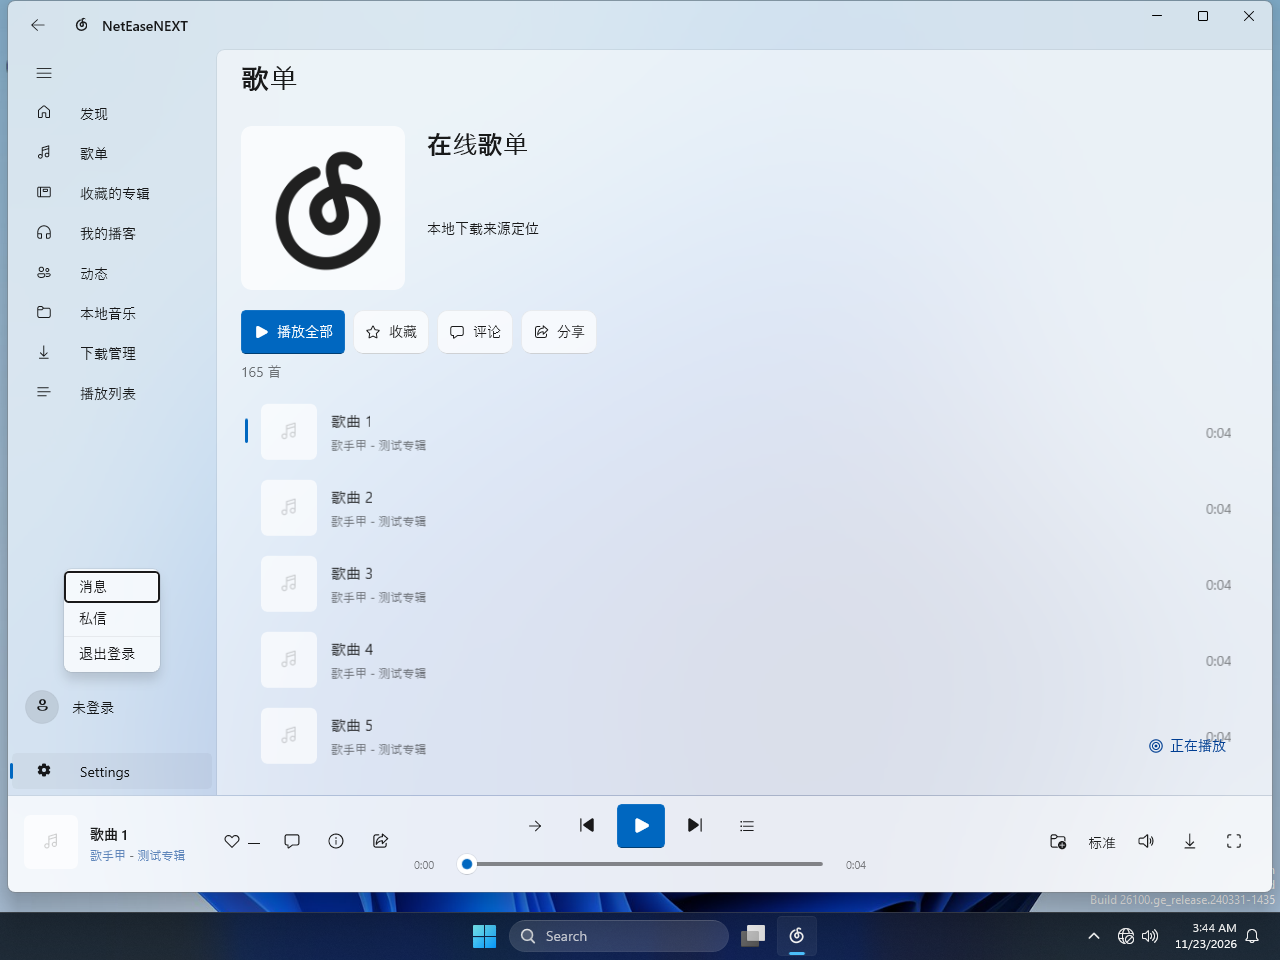 NetEaseNEXT
发现
歌单
收藏的专辑
我的播客
动态
本地音乐
下载管理
播放列表
消息
私信
退出登录
未登录
Settings
歌单
在线歌单
本地下载来源定位
播放全部
收藏
评论
分享
165 首
歌曲 1
歌手甲 - 测试专辑
0:04
歌曲 2
歌手甲 - 测试专辑
0:04
歌曲 3
歌手甲 - 测试专辑
0:04
歌曲 4
歌手甲 - 测试专辑
0:04
歌曲 5
歌手甲 - 测试专辑
0:04
正在播放
歌曲 1
歌手甲 - 测试专辑
0:00
0:04
标准
Build 26100.ge_release.240331-1435
Search
3:44 AM
11/23/2026